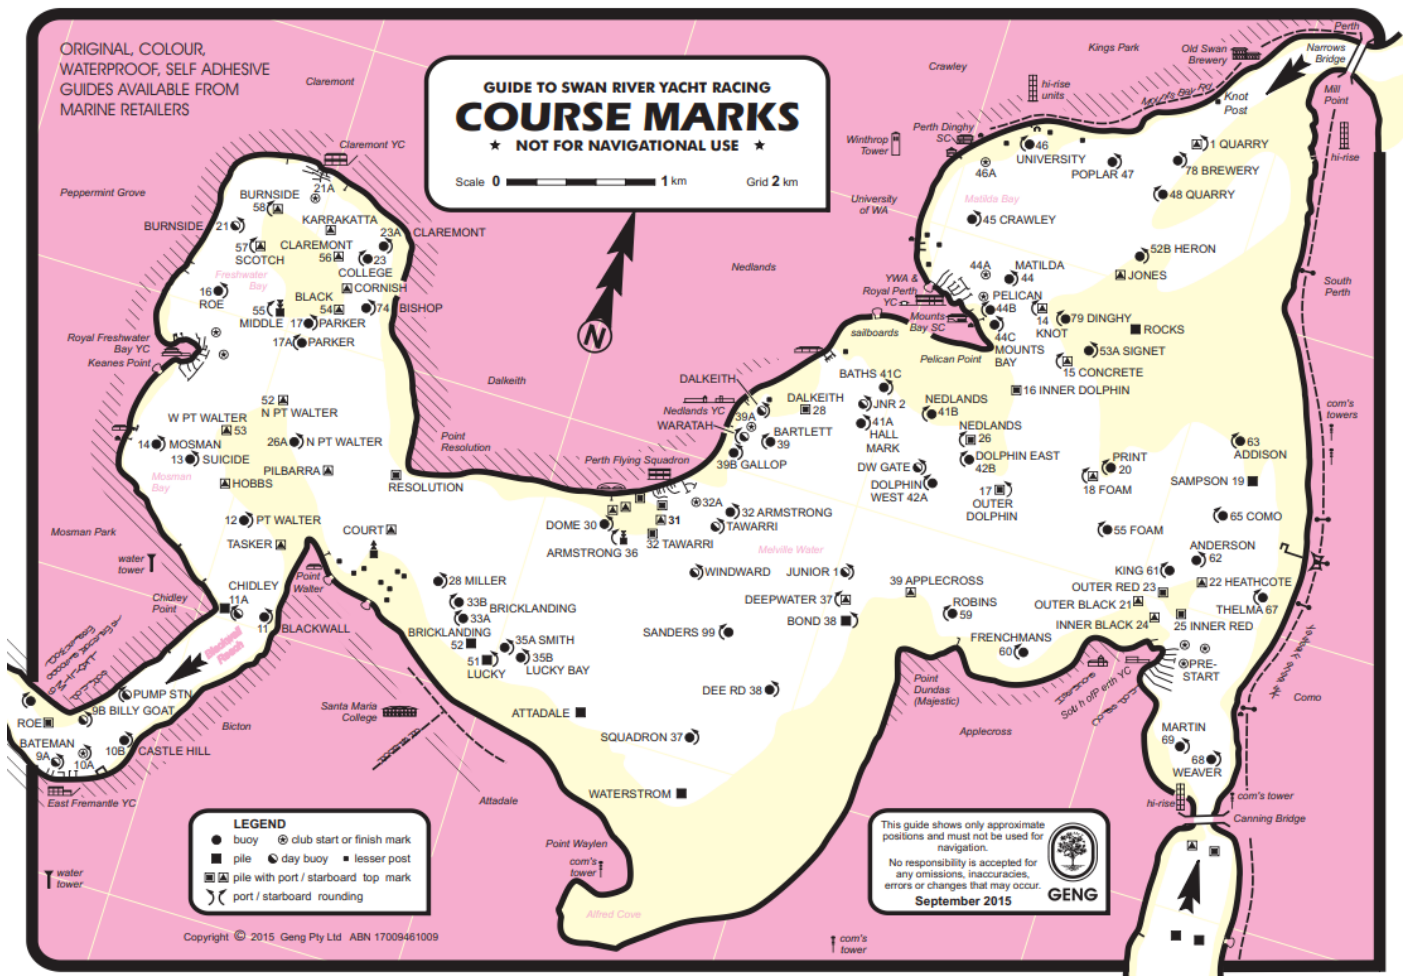 ORIGINAL, COLOUR,
WATERPROOF, SELF ADHESIVE
GUIDES AVAILABLE FROM
MARINE RETAILERS
GUIDE TO SWAN RIVER YACHT RACING
COURSE MARKS
★ NOT FOR NAVIGATIONAL USE ★
Scale 0 1 km Grid 2 km
Claremont
Claremont YC
Peppermint Grove
21A
BURNSIDE
58
KARRAKATTA
BURNSIDE 21
23A CLAREMONT
57
SCOTCH
CLAREMONT
56
23
COLLEGE
Freshwater
Bay
CORNISH
16
ROE
BLACK
54
74 BISHOP
55
MIDDLE
17 PARKER
17A PARKER
Royal Freshwater
Bay YC
Keanes Point
52
N PT WALTER
W PT WALTER
53
14 MOSMAN
26A N PT WALTER
13 SUICIDE
Mosman
Bay
PILBARRA
HOBBS
RESOLUTION
Point
Resolution
12 PT WALTER
Mosman Park
COURT
TASKER
water
tower
Point
Walter
CHIDLEY
11A
Chidley
Point
11 BLACKWALL
Blackwall
Reach
PUMP STN
9B BILLY GOAT
ROE
BATEMAN
9A
10A
10B CASTLE HILL
Bicton
East Fremantle YC
water
tower
Kings Park
Crawley
Old Swan
Brewery
Perth
Narrows
Bridge
hi-rise
units
Mounts Bay Rd
Knot
Post
Mill
Point
Perth Dinghy
SC
Winthrop
Tower
46
UNIVERSITY
46A
POPLAR 47
1 QUARRY
78 BREWERY
hi-rise
48 QUARRY
Matilda Bay
University
of WA
45 CRAWLEY
52B HERON
Nedlands
44A
MATILDA
44
JONES
South
Perth
YWA &
Royal Perth
YC
PELICAN
44B
Mounts
Bay SC
14
KNOT
79 DINGHY
ROCKS
sailboards
44C
MOUNTS
BAY
53A SIGNET
15 CONCRETE
Pelican Point
N
Dalkeith
BATHS 41C
16 INNER DOLPHIN
DALKEITH
Nedlands YC
DALKEITH
28
JNR 2
NEDLANDS
41B
com's
towers
WARATAH
39A
BARTLETT
39
41A
HALL
MARK
NEDLANDS
26
63
ADDISON
39B GALLOP
DW GATE
DOLPHIN EAST
42B
PRINT
20
Perth Flying Squadron
DOLPHIN
WEST 42A
17
OUTER
DOLPHIN
18 FOAM
SAMPSON 19
32A
32 ARMSTRONG
65 COMO
DOME 30
31
TAWARRI
55 FOAM
ARMSTRONG 36
32 TAWARRI
Melville Water
ANDERSON
62
28 MILLER
WINDWARD
JUNIOR 1
KING 61
39 APPLECROSS
22 HEATHCOTE
33B
BRICKLANDING
33A
DEEPWATER 37
OUTER RED 23
OUTER BLACK 21
THELMA 67
ROBINS
59
BRICKLANDING
52
BOND 38
INNER BLACK 24
25 INNER RED
SANDERS 99
35A SMITH
FRENCHMANS
60
51
LUCKY
35B
LUCKY BAY
PRE-
START
DEE RD 38
Point
Dundas
(Majestic)
South of Perth YC
Como
Santa Maria
College
ATTADALE
MARTIN
69
SQUADRON 37
Applecross
68
WEAVER
WATERSTROM
hi-rise
com's tower
Attadale
Canning Bridge
Point Waylen
com's
tower
Alfred Cove
com's
tower
LEGEND
buoy club start or finish mark
pile day buoy lesser post
pile with port / starboard top mark
port / starboard rounding
This guide shows only approximate
positions and must not be used for
navigation.
No responsibility is accepted for
any omissions, inaccuracies,
errors or changes that may occur.
September 2015
GENG
Copyright © 2015 Geng Pty Ltd ABN 17009461009